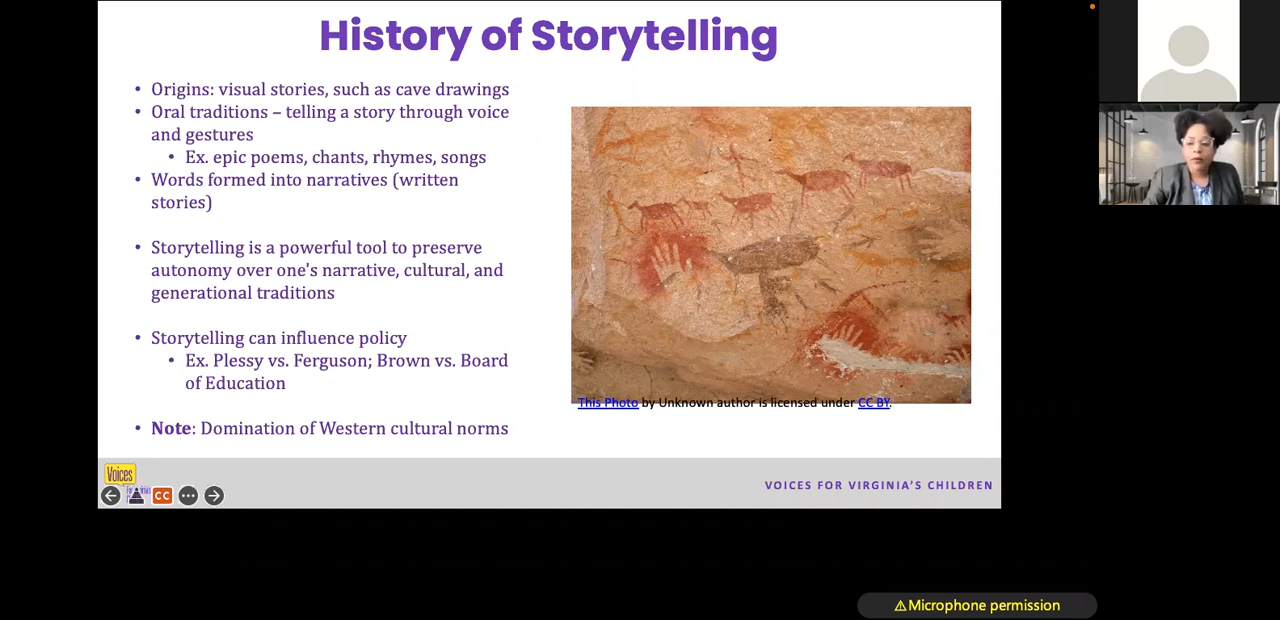 History of Storytelling
• Origins: visual stories, such as cave drawings
• Oral traditions – telling a story through voice
and gestures
• Ex. epic poems, chants, rhymes, songs
• Words formed into narratives (written
stories)
• Storytelling is a powerful tool to preserve
autonomy over one's narrative, cultural, and
generational traditions
• Storytelling can influence policy
• Ex. Plessy vs. Ferguson; Brown vs. Board
of Education
• Note: Domination of Western cultural norms
This Photo by Unknown author is licensed under CC BY.
Voices
CC
VOICES FOR VIRGINIA'S CHILDREN
⚠Microphone permission